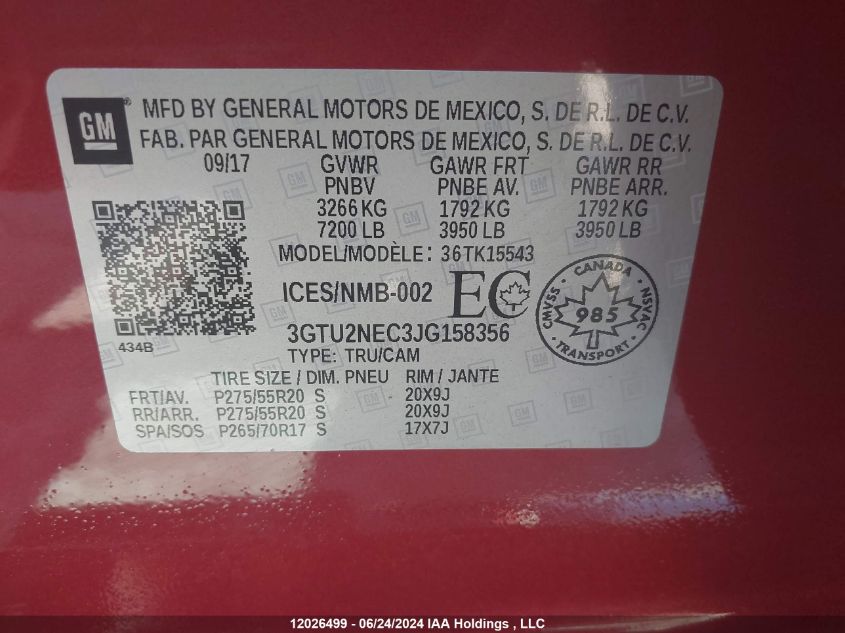 GM ® MFD BY GENERAL MOTORS DE MEXICO, S. DE R.L. DE C.V.
FAB. PAR GENERAL MOTORS DE MEXICO, S. DE R.L. DE C.V.
09/17 GVWR GAWR FRT GAWR RR
PNBV PNBE AV. PNBE ARR.
3266 KG 1792 KG 1792 KG
7200 LB 3950 LB 3950 LB
MODEL/MODÈLE: 36TK15543
ICES/NMB-002 EC
CANADA
CMVSS 985 NSVAC
TRANSPORT
434B
3GTU2NEC3JG158356
TYPE: TRU/CAM
TIRE SIZE / DIM. PNEU RIM / JANTE
FRT/AV. P275/55R20 S 20X9J
RR/ARR. P275/55R20 S 20X9J
SPA/SOS P265/70R17 S 17X7J
12026499 - 06/24/2024 IAA Holdings , LLC